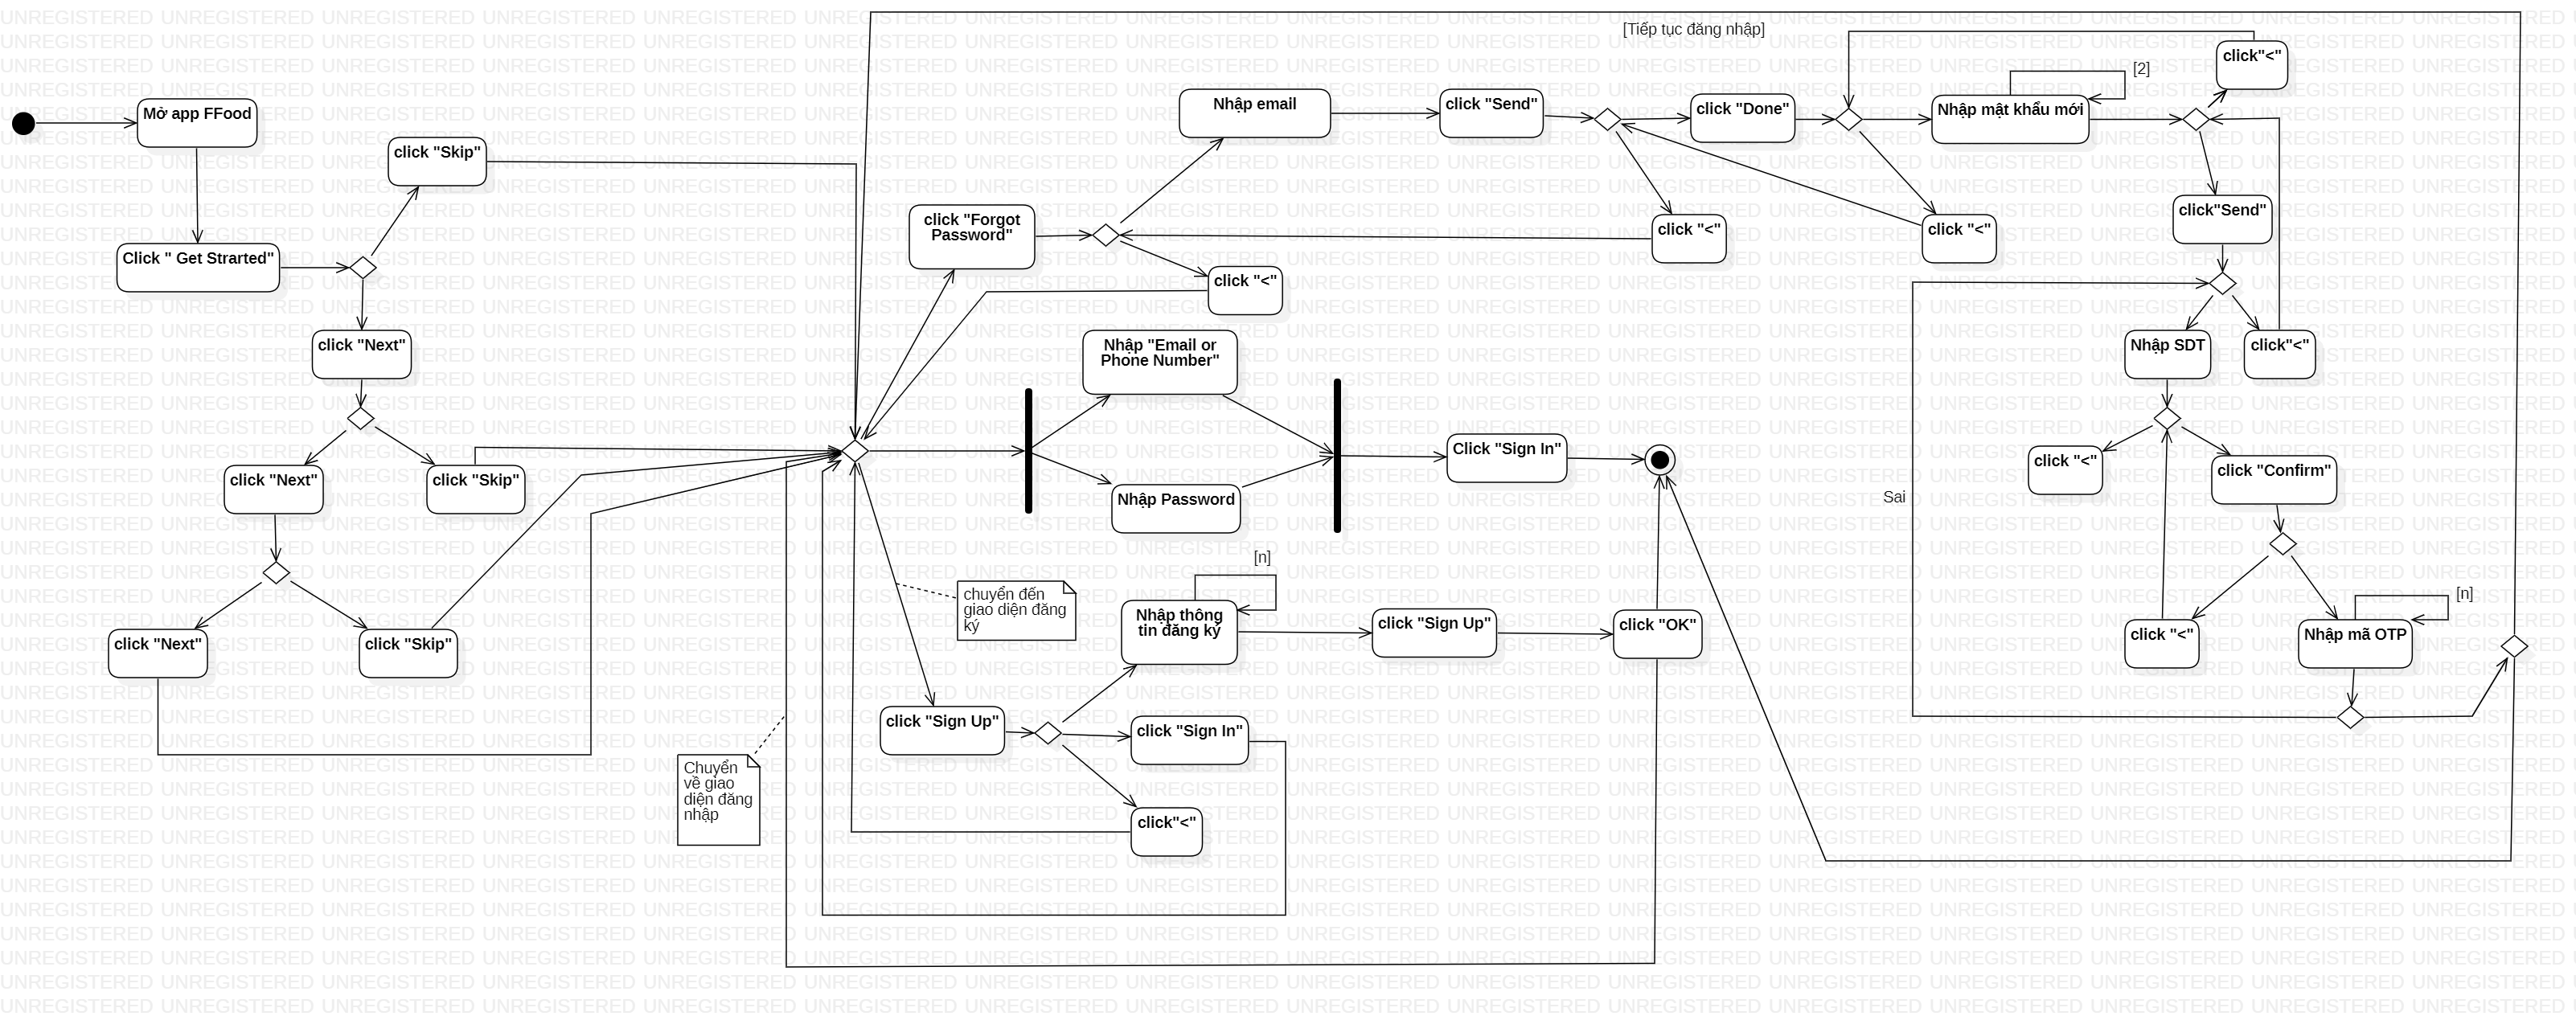 [Tiếp tục đăng nhập]
click"<"
[2]
Mở app FFood
Nhập email
click "Send"
click "Done"
Nhập mật khẩu mới
click "Skip"
click "Forgot
Password"
click "<"
click "<"
click"Send"
Click " Get Strarted"
click "<"
click "Next"
Nhập "Email or
Phone Number"
Nhập SDT
click"<"
click "Next"
click "Skip"
Nhập Password
Click "Sign In"
click "<"
click "Confirm"
Sai
[n]
chuyển đến
giao diện đăng
ký
Nhập thông
tin đăng ký
click "Sign Up"
click "OK"
[n]
click "<"
Nhập mã OTP
click "Next"
click "Skip"
click "Sign Up"
click "Sign In"
Chuyển
về giao
diện đăng
nhập
click"<"
UNREGISTERED